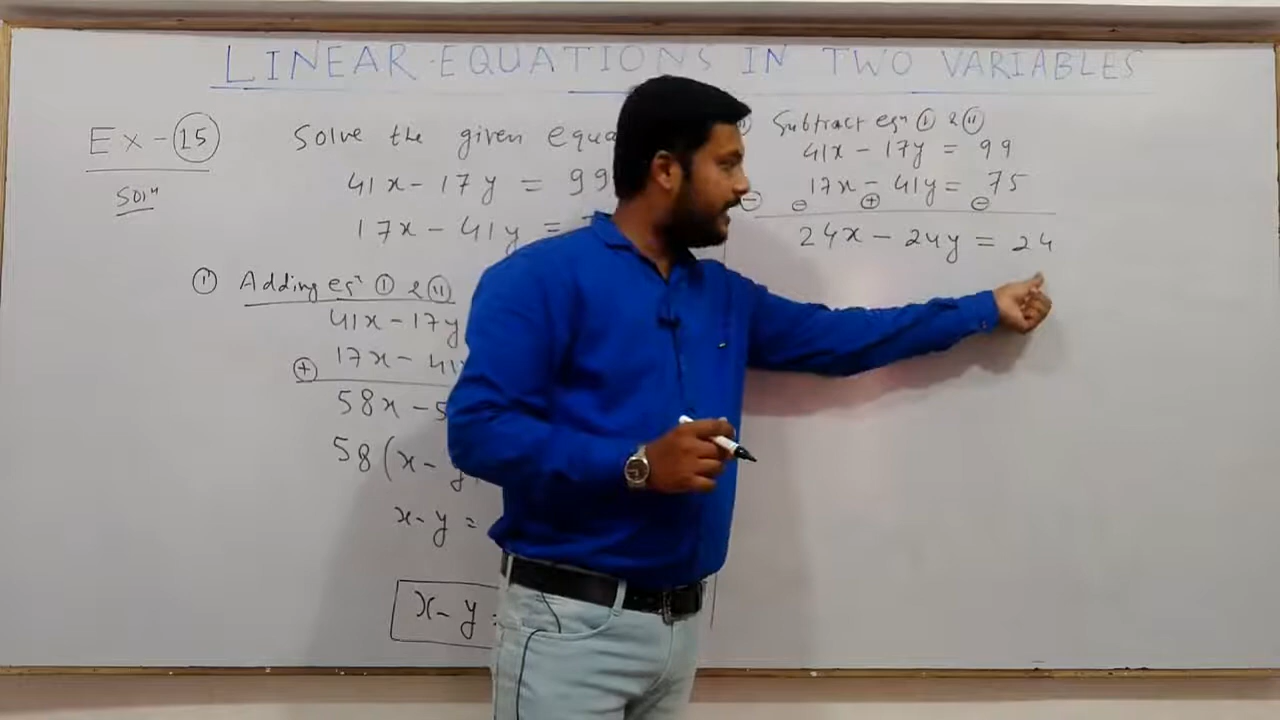 LINEAR EQUATIONS IN TWO VARIABLES
Ex - 15
Solve the given equa
Solⁿ
41x - 17y = 99
17x - 41y =
① Adding eqⁿ ① & ⑪
41x - 17y
⊕ 17x - 41
58x - 5
58(x - y
x - y =
x - y =
Subtract eqⁿ ① & ⑪
41x - 17y = 99
17x - 41y = 75
⊖ ⊖ ⊕ ⊖
24x - 24y = 24